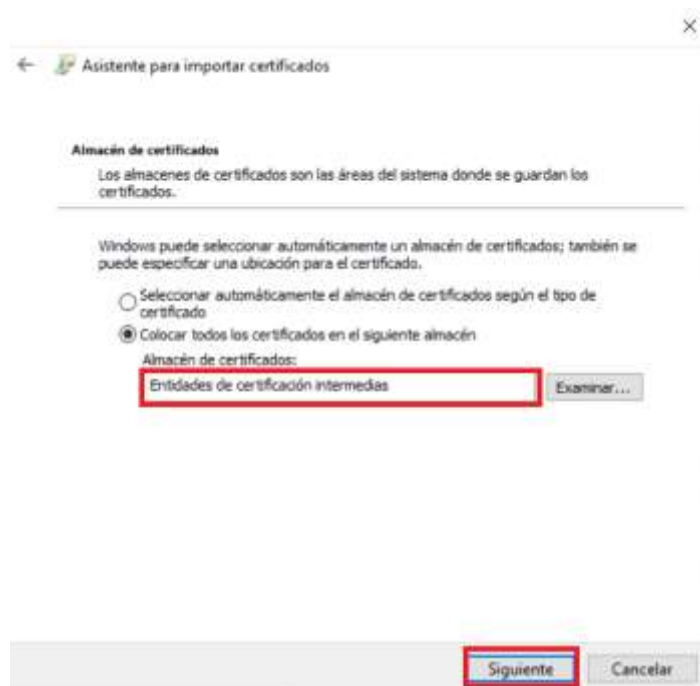 Asistente para importar certificados
Almacén de certificados
Los almacenes de certificados son las áreas del sistema donde se guardan los
certificados.
Windows puede seleccionar automáticamente un almacén de certificados; también se
puede especificar una ubicación para el certificado.
Seleccionar automáticamente el almacén de certificados según el tipo de
certificado
Colocar todos los certificados en el siguiente almacén
Almacén de certificados:
Entidades de certificación intermedias
Examinar...
Siguiente
Cancelar